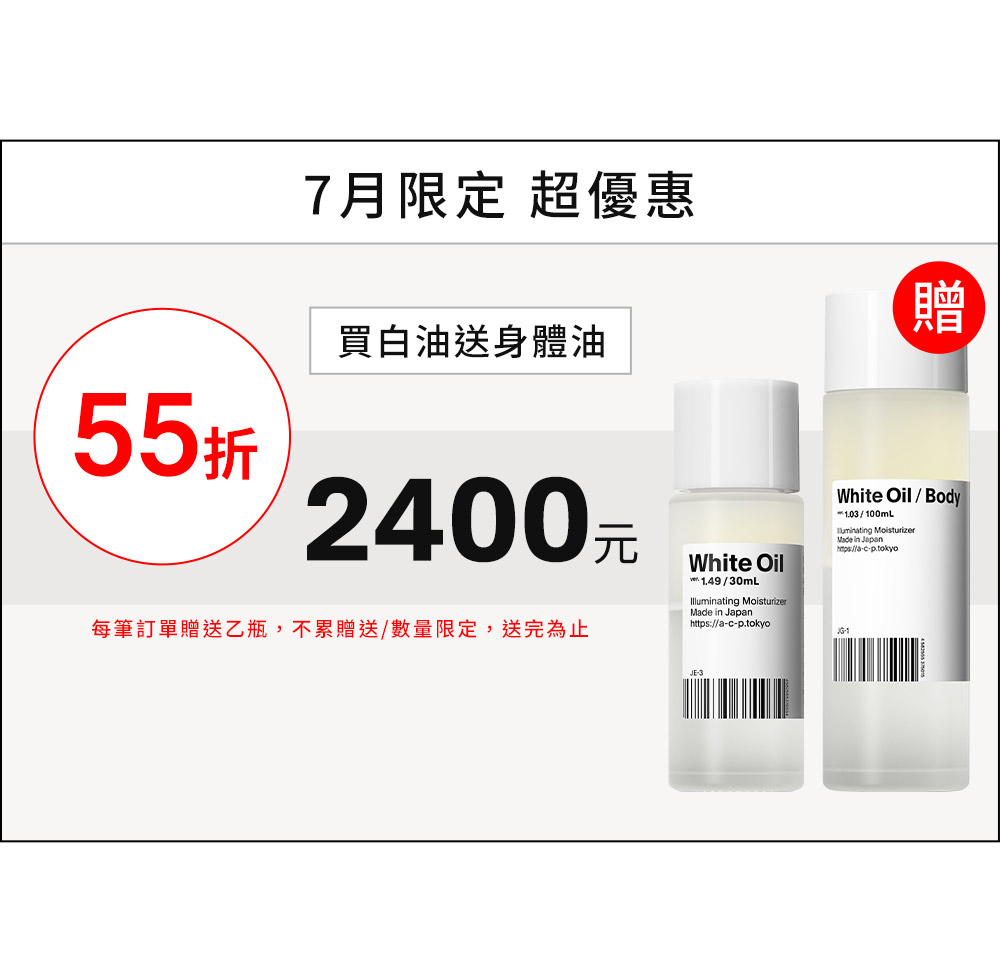 7月限定 超優惠
55折
買白油送身體油
2400元
每筆訂單贈送乙瓶，不累贈送/數量限定，送完為止
贈
White Oil
ver. 1.49 / 30mL
Illuminating Moisturizer
Made in Japan
https://a-c-p.tokyo
JE-3
White Oil / Body
ver. 1.03 / 100mL
Illuminating Moisturizer
Made in Japan
https://a-c-p.tokyo
JG-1